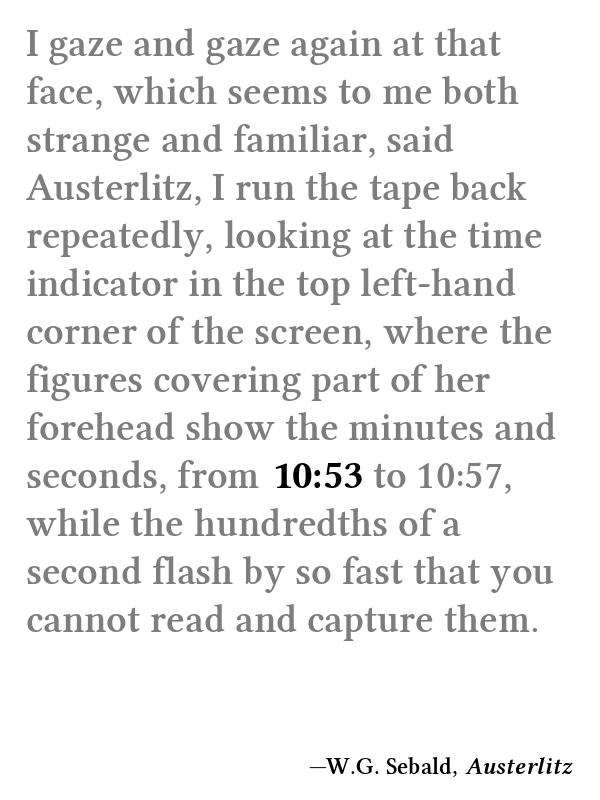 I gaze and gaze again at that
face, which seems to me both
strange and familiar, said
Austerlitz, I run the tape back
repeatedly, looking at the time
indicator in the top left-hand
corner of the screen, where the
figures covering part of her
forehead show the minutes and
seconds, from 10:53 to 10:57,
while the hundredths of a
second flash by so fast that you
cannot read and capture them.
—W.G. Sebald, Austerlitz